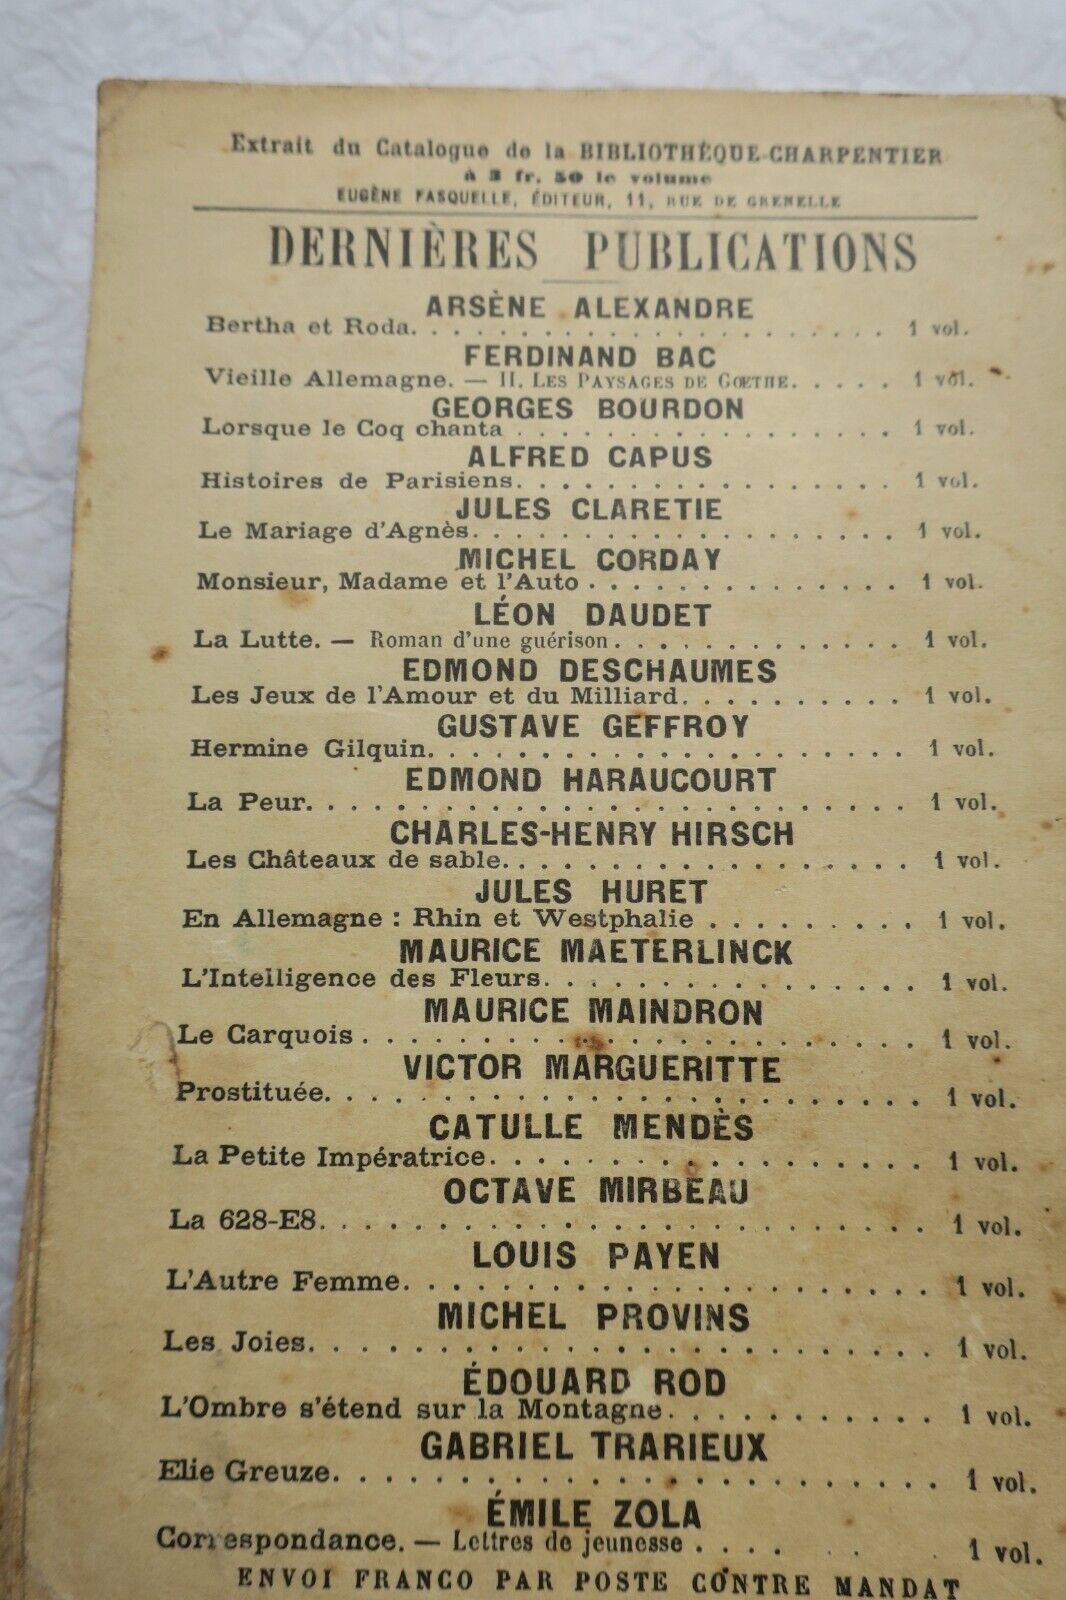 Extrait du Catalogue de la BIBLIOTHÈQUE-CHARPENTIER
à 3 fr. 50 le volume
EUGÈNE FASQUELLE, ÉDITEUR, 11, RUE DE GRENELLE
DERNIÈRES PUBLICATIONS
ARSÈNE ALEXANDRE
Bertha et Roda. . . . . . . . . . . . . . . . . . . 1 vol.
FERDINAND BAC
Vieille Allemagne. — II. LES PAYSAGES DE GŒTHE. . . . . 1 vol.
GEORGES BOURDON
Lorsque le Coq chanta . . . . . . . . . . . . . . . 1 vol.
ALFRED CAPUS
Histoires de Parisiens. . . . . . . . . . . . . . . 1 vol.
JULES CLARETIE
Le Mariage d'Agnès. . . . . . . . . . . . . . . . . 1 vol.
MICHEL CORDAY
Monsieur, Madame et l'Auto . . . . . . . . . . . . 1 vol.
LÉON DAUDET
La Lutte. — Roman d'une guérison. . . . . . . . . . . 1 vol.
EDMOND DESCHAUMES
Les Jeux de l'Amour et du Milliard. . . . . . . . . 1 vol.
GUSTAVE GEFFROY
Hermine Gilquin. . . . . . . . . . . . . . . . . . . 1 vol.
EDMOND HARAUCOURT
La Peur. . . . . . . . . . . . . . . . . . . . . . . 1 vol.
CHARLES-HENRY HIRSCH
Les Châteaux de sable. . . . . . . . . . . . . . . . 1 vol.
JULES HURET
En Allemagne : Rhin et Westphalie . . . . . . . . . 1 vol.
MAURICE MAETERLINCK
L'Intelligence des Fleurs. . . . . . . . . . . . . . 1 vol.
MAURICE MAINDRON
Le Carquois . . . . . . . . . . . . . . . . . . . . 1 vol.
VICTOR MARGUERITTE
Prostituée. . . . . . . . . . . . . . . . . . . . . . 1 vol.
CATULLE MENDÈS
La Petite Impératrice. . . . . . . . . . . . . . . . 1 vol.
OCTAVE MIRBEAU
La 628-E8. . . . . . . . . . . . . . . . . . . . . . 1 vol.
LOUIS PAYEN
L'Autre Femme. . . . . . . . . . . . . . . . . . . . 1 vol.
MICHEL PROVINS
Les Joies. . . . . . . . . . . . . . . . . . . . . . 1 vol.
ÉDOUARD ROD
L'Ombre s'étend sur la Montagne. . . . . . . . . . . 1 vol.
GABRIEL TRARIEUX
Elie Greuze. . . . . . . . . . . . . . . . . . . . . 1 vol.
ÉMILE ZOLA
Correspondance. — Lettres de jeunesse . . . . . . . 1 vol.
ENVOI FRANCO PAR POSTE CONTRE MANDAT